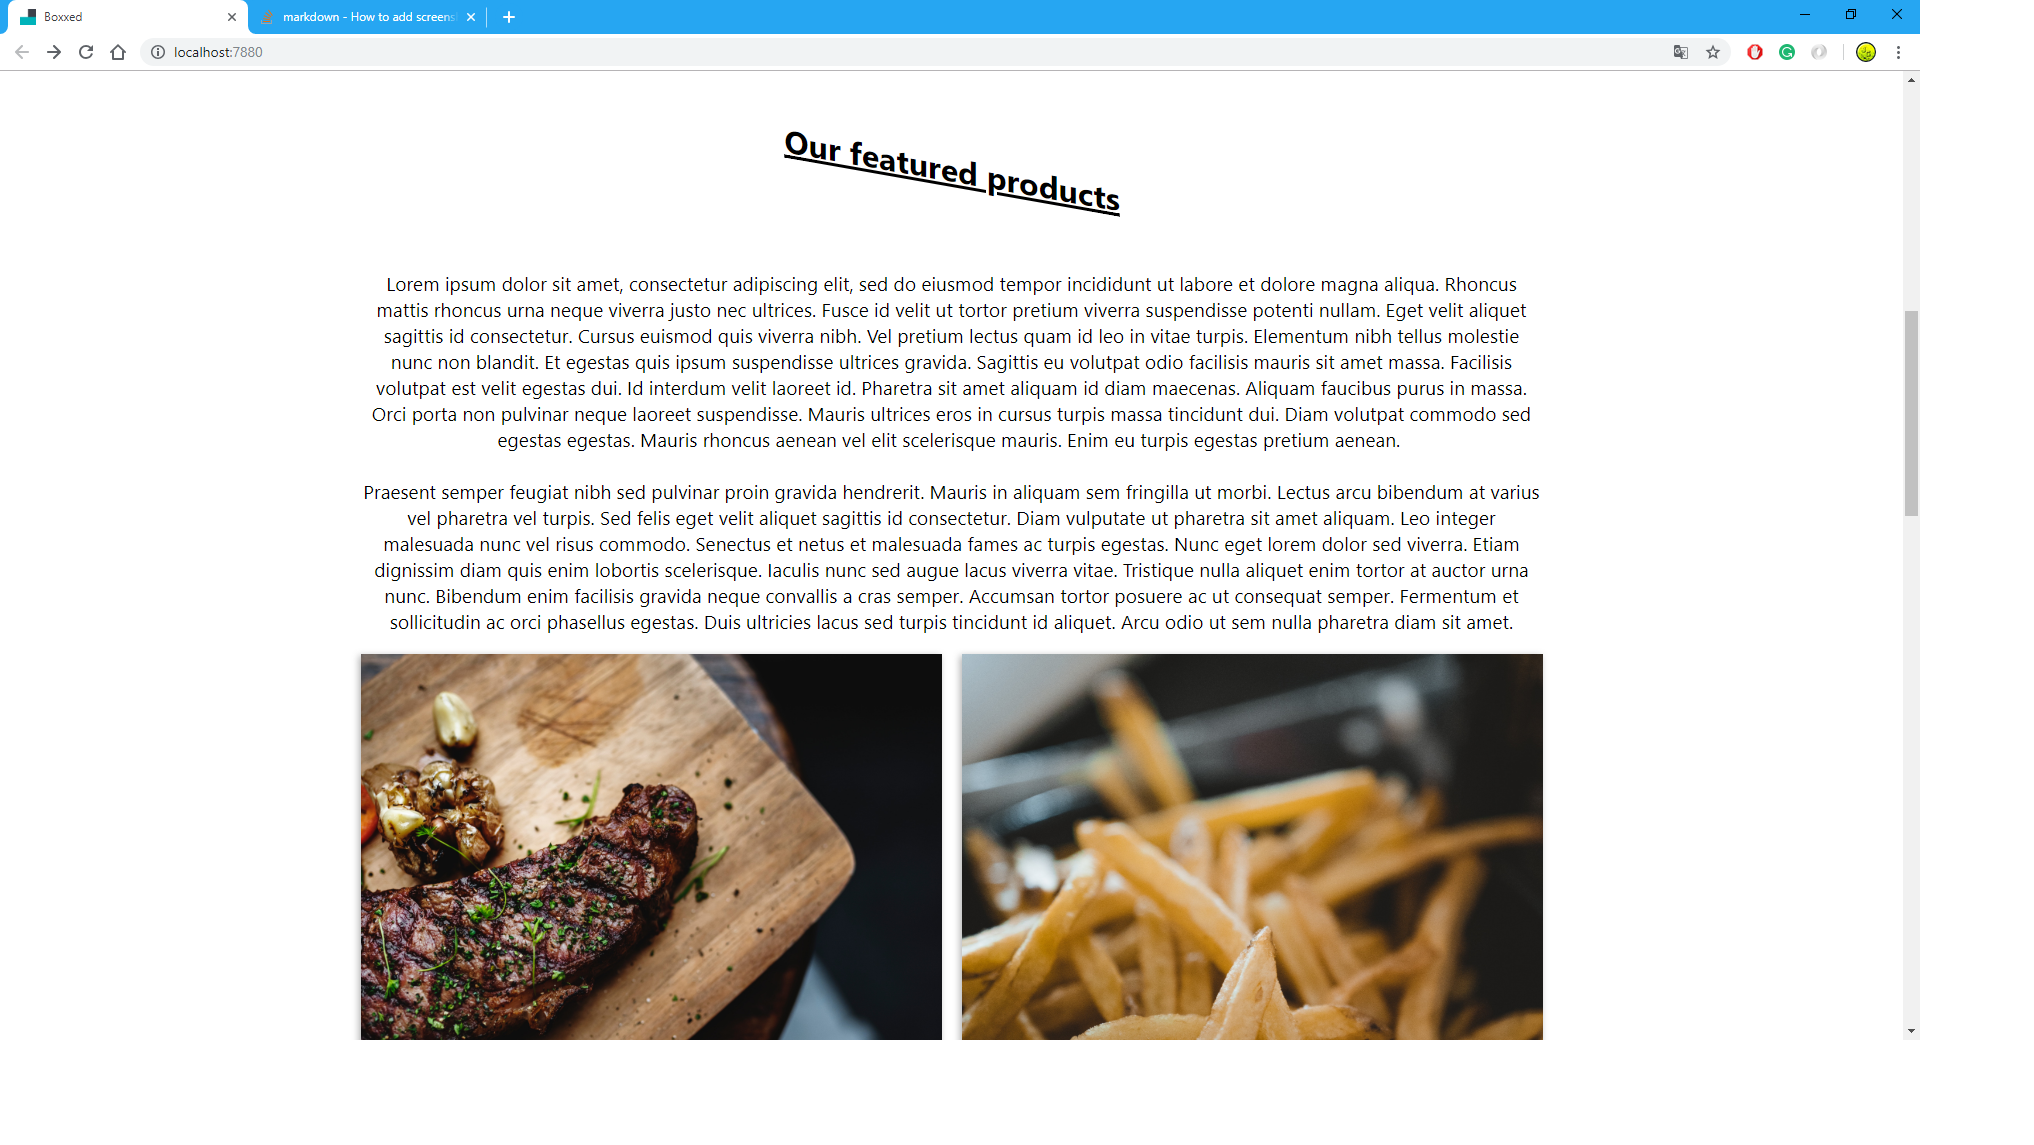 Boxxed
markdown - How to add screens
localhost:7880
Our featured products
Lorem ipsum dolor sit amet, consectetur adipiscing elit, sed do eiusmod tempor incididunt ut labore et dolore magna aliqua. Rhoncus
mattis rhoncus urna neque viverra justo nec ultrices. Fusce id velit ut tortor pretium viverra suspendisse potenti nullam. Eget velit aliquet
sagittis id consectetur. Cursus euismod quis viverra nibh. Vel pretium lectus quam id leo in vitae turpis. Elementum nibh tellus molestie
nunc non blandit. Et egestas quis ipsum suspendisse ultrices gravida. Sagittis eu volutpat odio facilisis mauris sit amet massa. Facilisis
volutpat est velit egestas dui. Id interdum velit laoreet id. Pharetra sit amet aliquam id diam maecenas. Aliquam faucibus purus in massa.
Orci porta non pulvinar neque laoreet suspendisse. Mauris ultrices eros in cursus turpis massa tincidunt dui. Diam volutpat commodo sed
egestas egestas. Mauris rhoncus aenean vel elit scelerisque mauris. Enim eu turpis egestas pretium aenean.
Praesent semper feugiat nibh sed pulvinar proin gravida hendrerit. Mauris in aliquam sem fringilla ut morbi. Lectus arcu bibendum at varius
vel pharetra vel turpis. Sed felis eget velit aliquet sagittis id consectetur. Diam vulputate ut pharetra sit amet aliquam. Leo integer
malesuada nunc vel risus commodo. Senectus et netus et malesuada fames ac turpis egestas. Nunc eget lorem dolor sed viverra. Etiam
dignissim diam quis enim lobortis scelerisque. Iaculis nunc sed augue lacus viverra vitae. Tristique nulla aliquet enim tortor at auctor urna
nunc. Bibendum enim facilisis gravida neque convallis a cras semper. Accumsan tortor posuere ac ut consequat semper. Fermentum et
sollicitudin ac orci phasellus egestas. Duis ultricies lacus sed turpis tincidunt id aliquet. Arcu odio ut sem nulla pharetra diam sit amet.